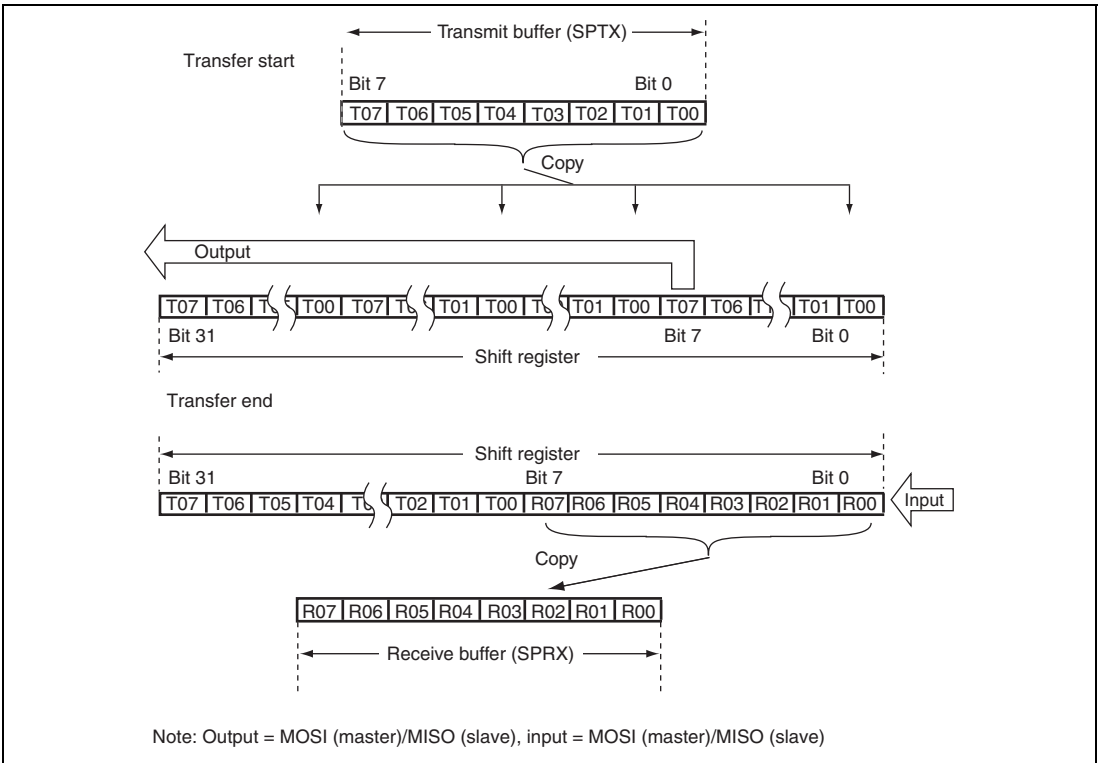 Transmit buffer (SPTX)
Transfer start
Bit 7 Bit 0
T07 T06 T05 T04 T03 T02 T01 T00
Copy
Output
T07 T06 T00 T07 T01 T00 T01 T00 T07 T06 T01 T00
Bit 31 Bit 7 Bit 0
Shift register
Transfer end
Shift register
Bit 31 Bit 7 Bit 0
T07 T06 T05 T04 T02 T01 T00 R07 R06 R05 R04 R03 R02 R01 R00 Input
Copy
R07 R06 R05 R04 R03 R02 R01 R00
Receive buffer (SPRX)
Note: Output = MOSI (master)/MISO (slave), input = MOSI (master)/MISO (slave)